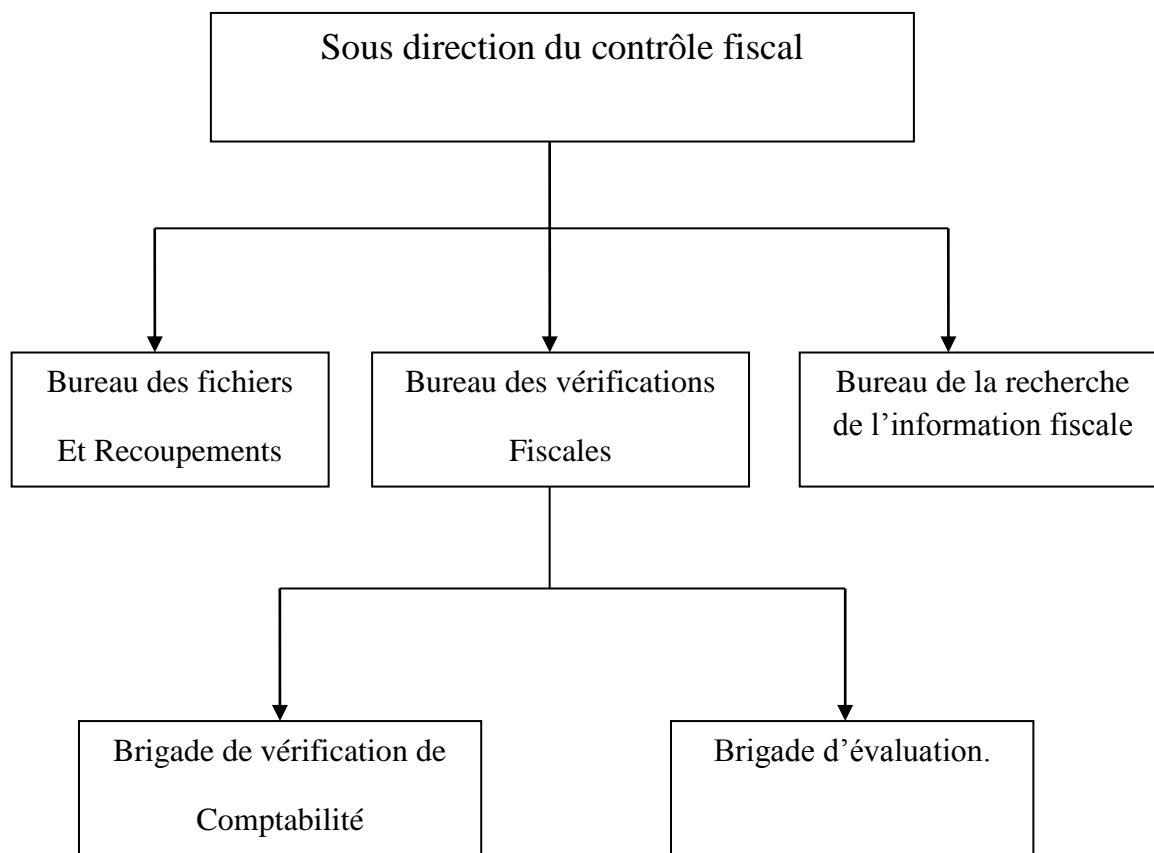 Sous direction du contrôle fiscal
Bureau des fichiers
Et Recoupements
Bureau des vérifications
Fiscales
Bureau de la recherche
de l’information fiscale
Brigade de vérification de
Comptabilité
Brigade d’évaluation.